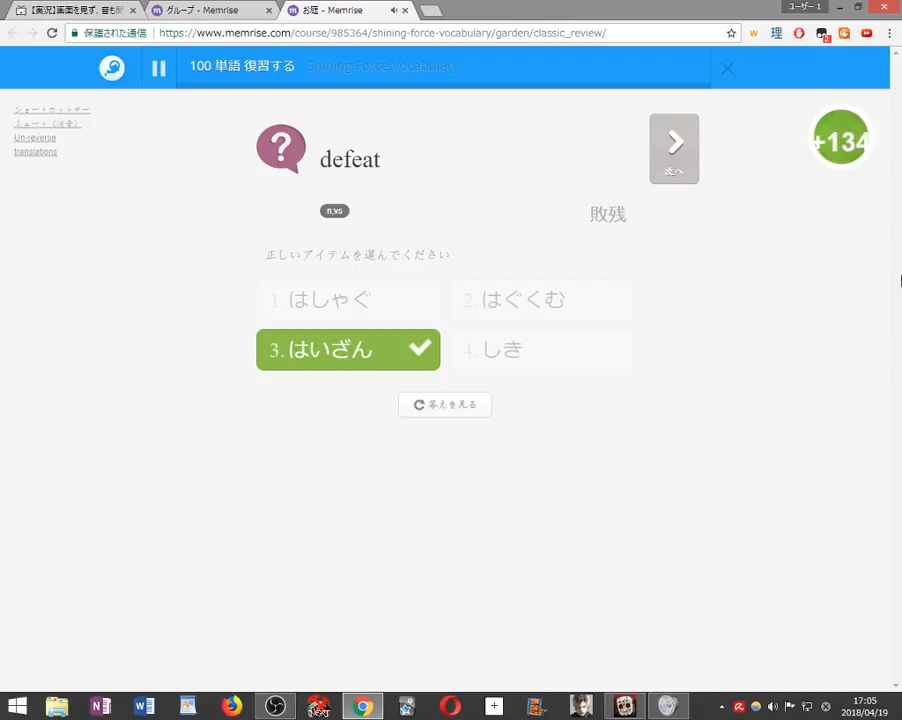 【実況】画面を見ず、音も聞
グループ - Memrise
お庭 - Memrise
ユーザー 1
保護された通信
https://www.memrise.com/course/985364/shining-force-vocabulary/garden/classic_review/
100 単語 復習する
Shining Force Vocabulary
ショートカットキー
ミュート（消音）
Un-reverse
translations
defeat
次へ
+134
n,vs
敗残
正しいアイテムを選んでください
1. はしゃぐ
2. はぐくむ
3. はいざん
4. しき
答えを見る
17:05
2018/04/19